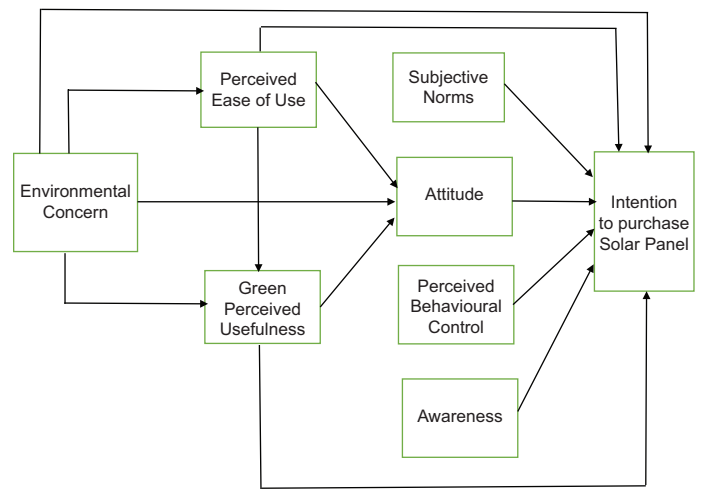 Perceived
Ease of Use
Subjective
Norms
Environmental
Concern
Attitude
Intention
to purchase
Solar Panel
Green
Perceived
Usefulness
Perceived
Behavioural
Control
Awareness